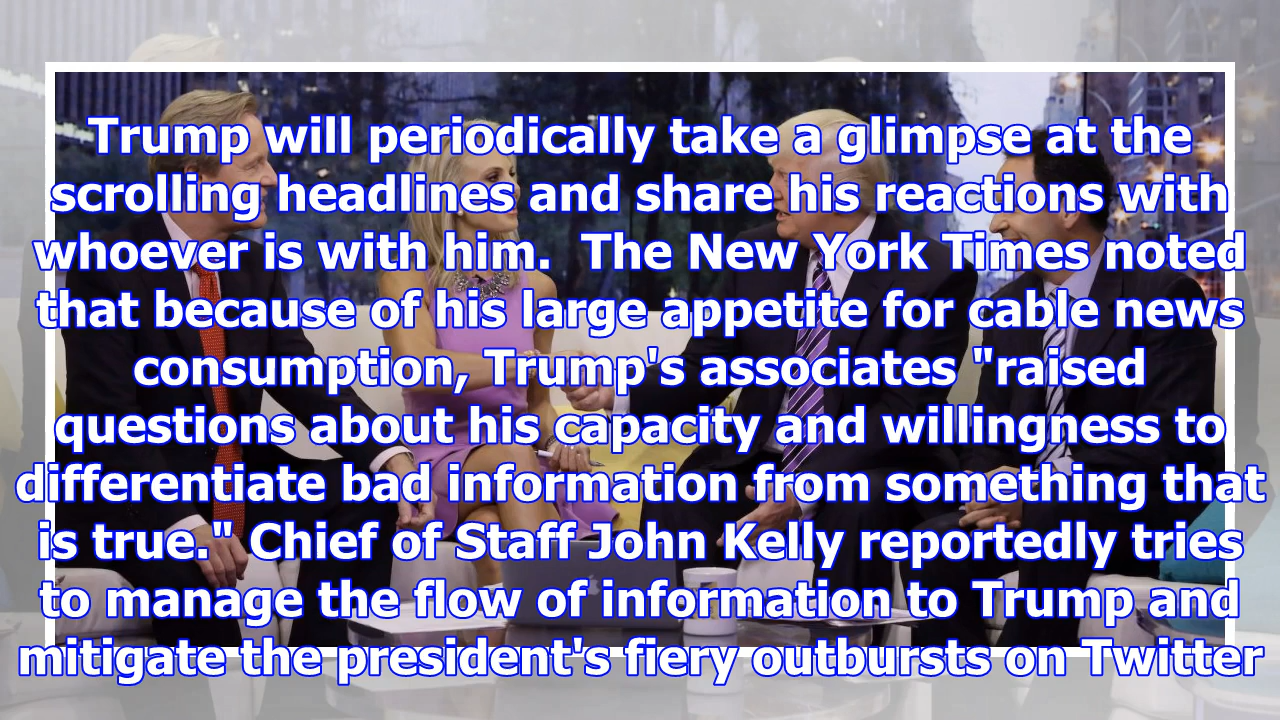 Trump will periodically take a glimpse at the
scrolling headlines and share his reactions with
whoever is with him.  The New York Times noted
that because of his large appetite for cable news
consumption, Trump's associates "raised
questions about his capacity and willingness to
differentiate bad information from something that
is true." Chief of Staff John Kelly reportedly tries
to manage the flow of information to Trump and
mitigate the president's fiery outbursts on Twitter